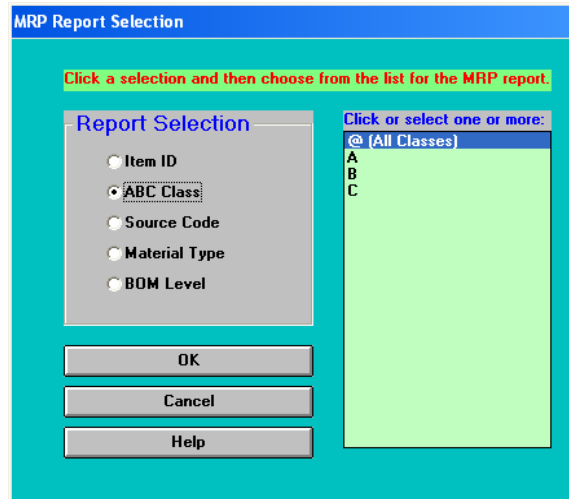 MRP Report Selection
Click a selection and then choose from the list for the MRP report.
Report Selection
Item ID
ABC Class
Source Code
Material Type
BOM Level
OK
Cancel
Help
Click or select one or more:
@ (All Classes)
A
B
C